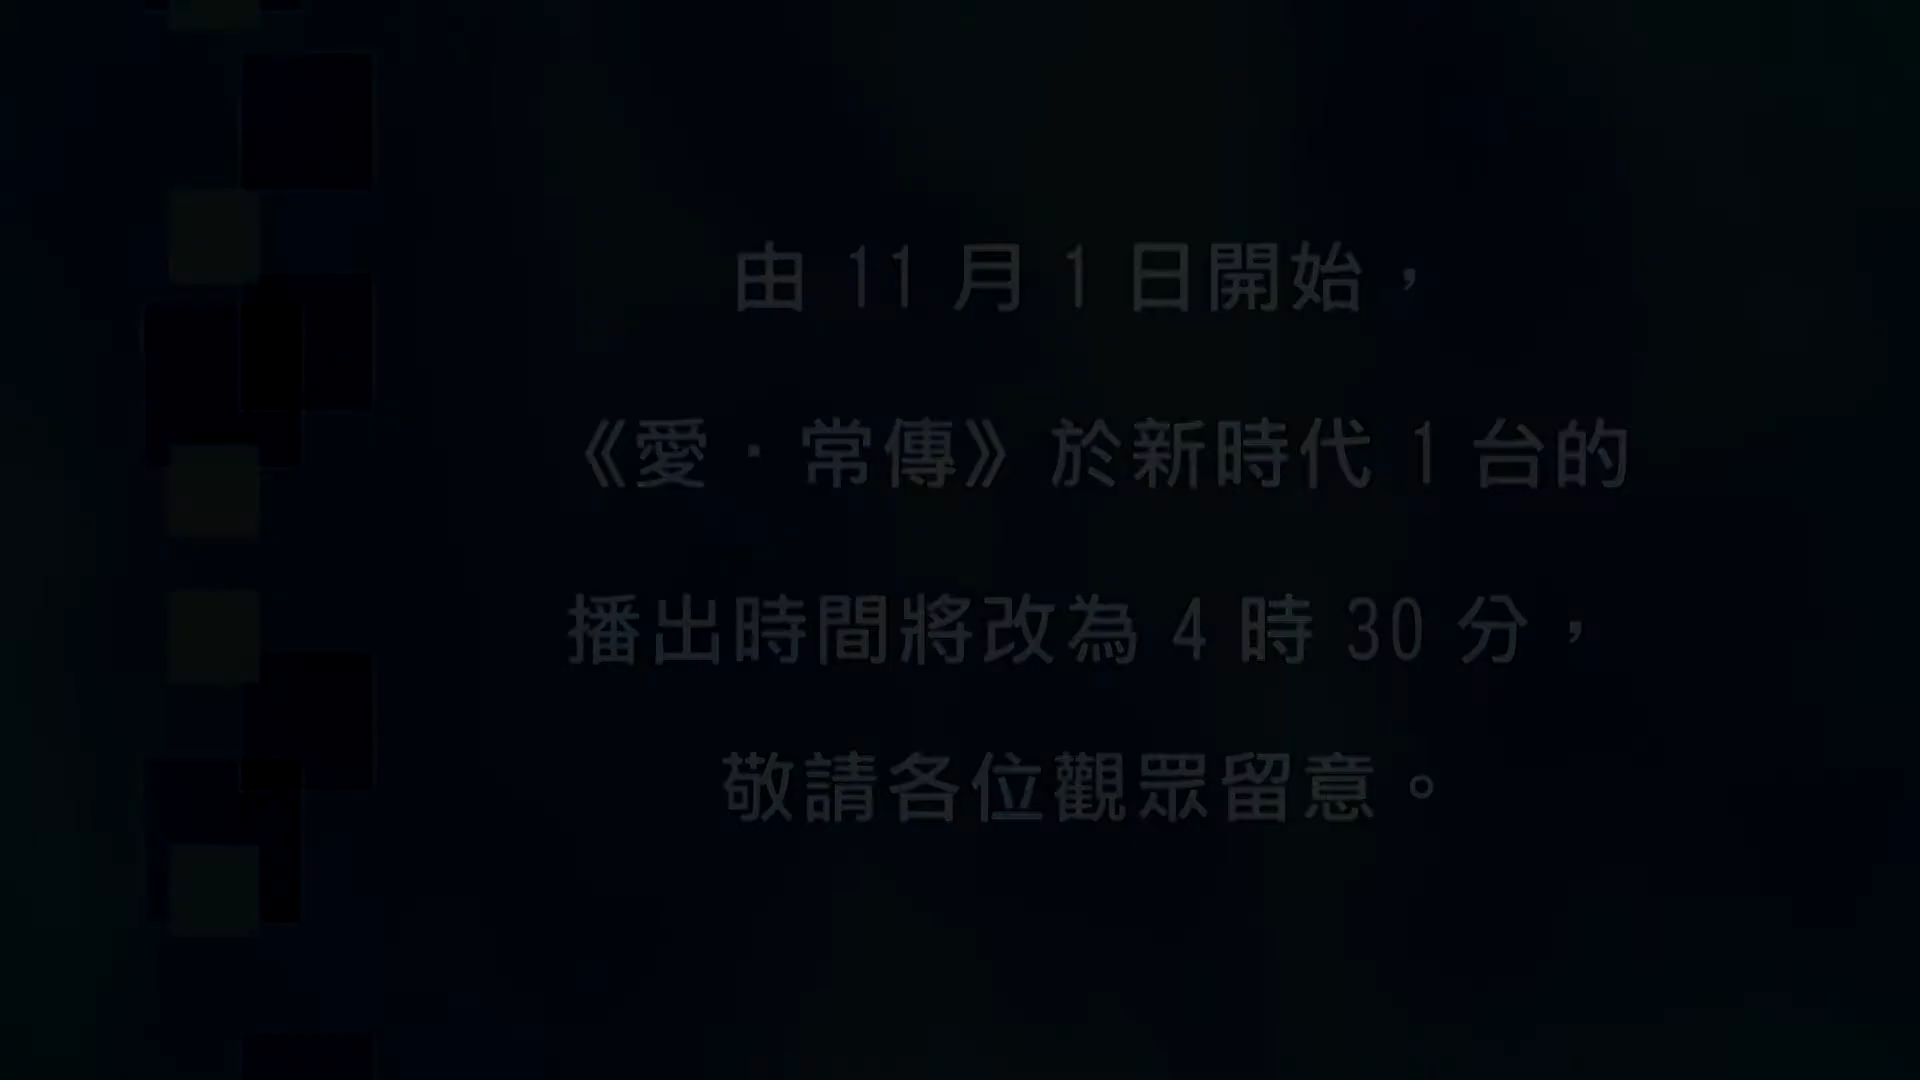 由 11 月 1 日開始，
《愛．常傳》於新時代 1 台的
播出時間將改為 4 時 30 分，
敬請各位觀眾留意。